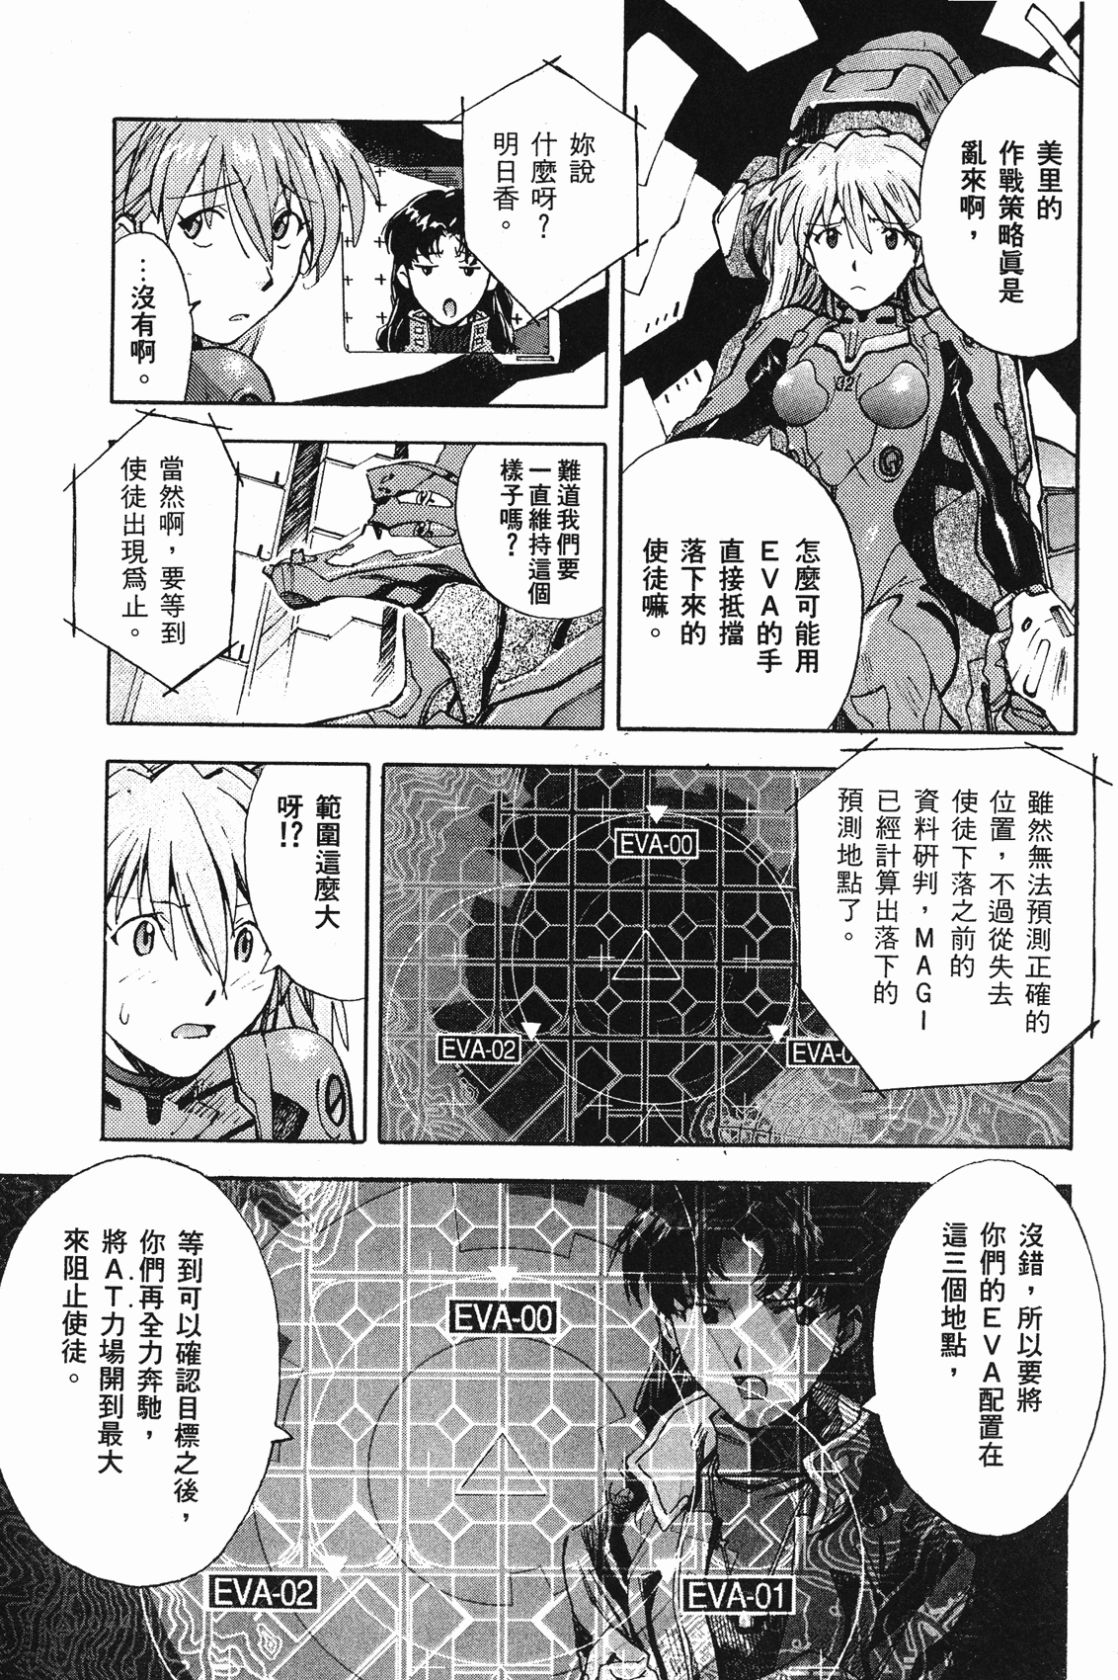 美里的
作戰策略眞是
亂來啊，
怎麼可能用
EVA的手
直接抵擋
落下來的
使徒嘛。
妳說
什麼呀？
明日香。
…沒有啊。
難道我們要
一直維持這個
樣子嗎？
當然啊，要等到
使徒出現爲止。
雖然無法預測正確的
位置，不過從失去
使徒下落之前的
資料研判，MAGI
已經計算出落下的
預測地點了。
EVA-00
EVA-02
範圍這麼大
呀!?
沒錯，所以要將
你們的EVA配置在
這三個地點，
等到可以確認目標之後，
你們再全力奔馳，
將AT力場開到最大
來阻止使徒。
EVA-00
EVA-02
EVA-01